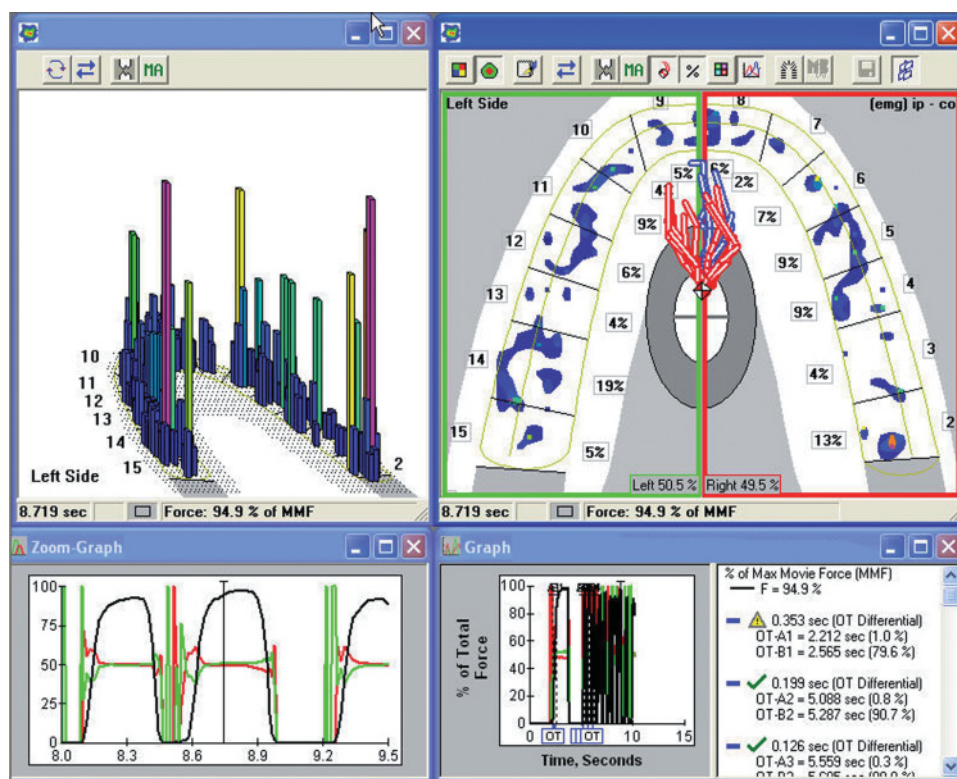 MA
10
11
12
13
14
15
2
Left Side
8.719 sec
Force: 94.9 % of MMF
MA
%
Left Side
(emg) ip - co
9
8
10
7
11
6
12
5
13
4
14
3
15
2
5%
6%
2%
9%
7%
6%
9%
4%
9%
19%
4%
5%
13%
Left 50.5 %
Right 49.5 %
8.719 sec
Force: 94.9 % of MMF
Zoom-Graph
100
75
50
25
0
8.0
8.3
8.6
8.9
9.2
9.5
Graph
% of Total
Force
100
80
60
40
20
0
0
5
10
15
OT
OT
Time, Seconds
% of Max Movie Force (MMF)
F = 94.9 %
0.353 sec (OT Differential)
OT-A1 = 2.212 sec (1.0 %)
OT-B1 = 2.565 sec (79.6 %)
0.199 sec (OT Differential)
OT-A2 = 5.088 sec (0.8 %)
OT-B2 = 5.287 sec (90.7 %)
0.126 sec (OT Differential)
OT-A3 = 5.559 sec (0.3 %)